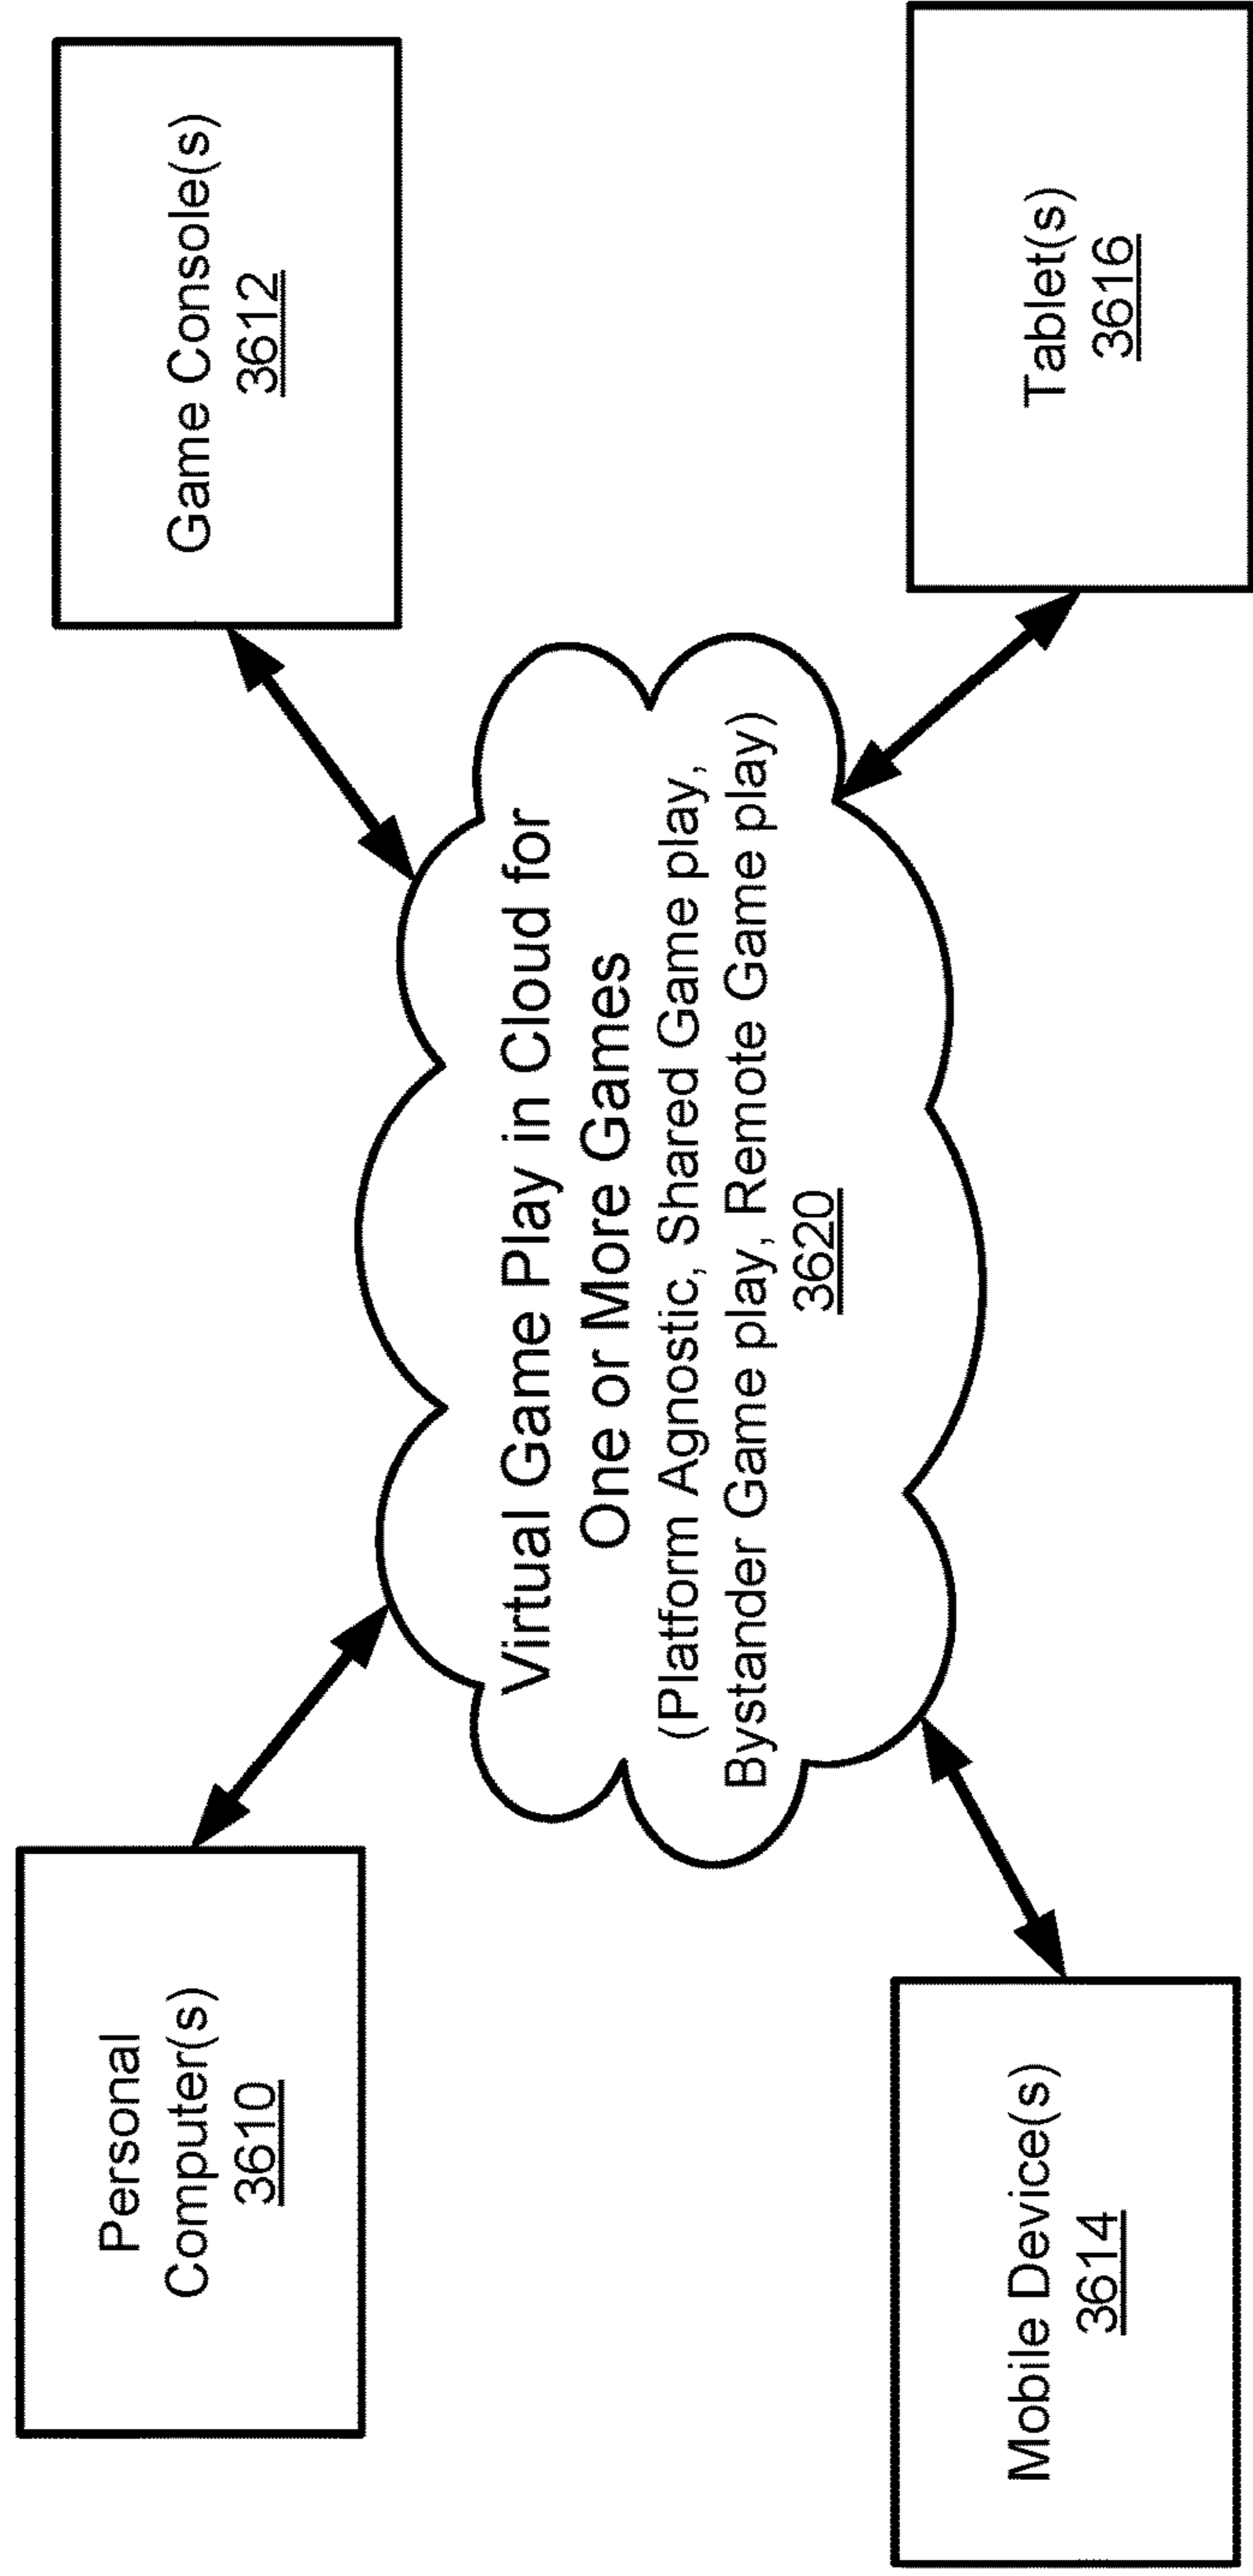 Personal
Computer(s)
3610
Game Console(s)
3612
Virtual Game Play in Cloud for
One or More Games
(Platform Agnostic, Shared Game play,
Bystander Game play, Remote Game play)
3620
Mobile Device(s)
3614
Tablet(s)
3616